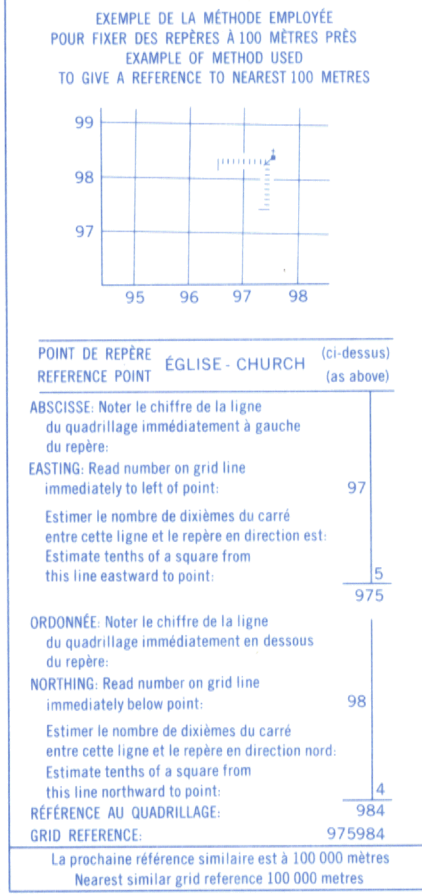 EXEMPLE DE LA MÉTHODE EMPLOYÉE
POUR FIXER DES REPÈRES À 100 MÈTRES PRÈS
EXAMPLE OF METHOD USED
TO GIVE A REFERENCE TO NEAREST 100 METRES
99
98
97
95 96 97 98
POINT DE REPÈRE
REFERENCE POINT
ÉGLISE - CHURCH
(ci-dessus)
(as above)
ABSCISSE: Noter le chiffre de la ligne
du quadrillage immédiatement à gauche
du repère:
EASTING: Read number on grid line
immediately to left of point: 97
Estimer le nombre de dixièmes du carré
entre cette ligne et le repère en direction est:
Estimate tenths of a square from
this line eastward to point: 5
975
ORDONNÉE: Noter le chiffre de la ligne
du quadrillage immédiatement en dessous
du repère:
NORTHING: Read number on grid line
immediately below point: 98
Estimer le nombre de dixièmes du carré
entre cette ligne et le repère en direction nord:
Estimate tenths of a square from
this line northward to point: 4
RÉFÉRENCE AU QUADRILLAGE: 984
GRID REFERENCE: 975984
La prochaine référence similaire est à 100 000 mètres
Nearest similar grid reference 100 000 metres